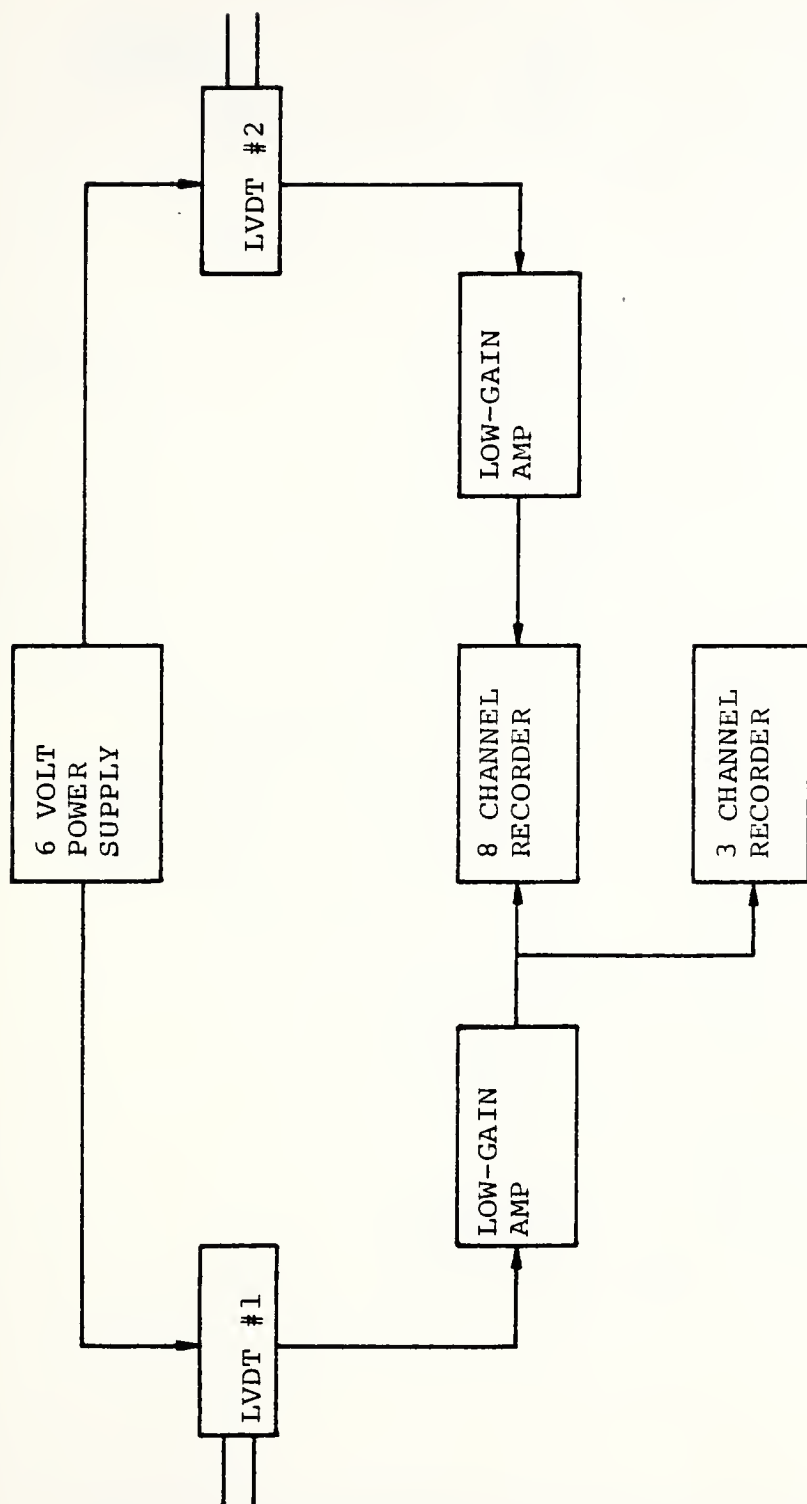 6 VOLT
POWER
SUPPLY
LVDT #1
LVDT #2
LOW-GAIN
AMP
8 CHANNEL
RECORDER
LOW-GAIN
AMP
3 CHANNEL
RECORDER